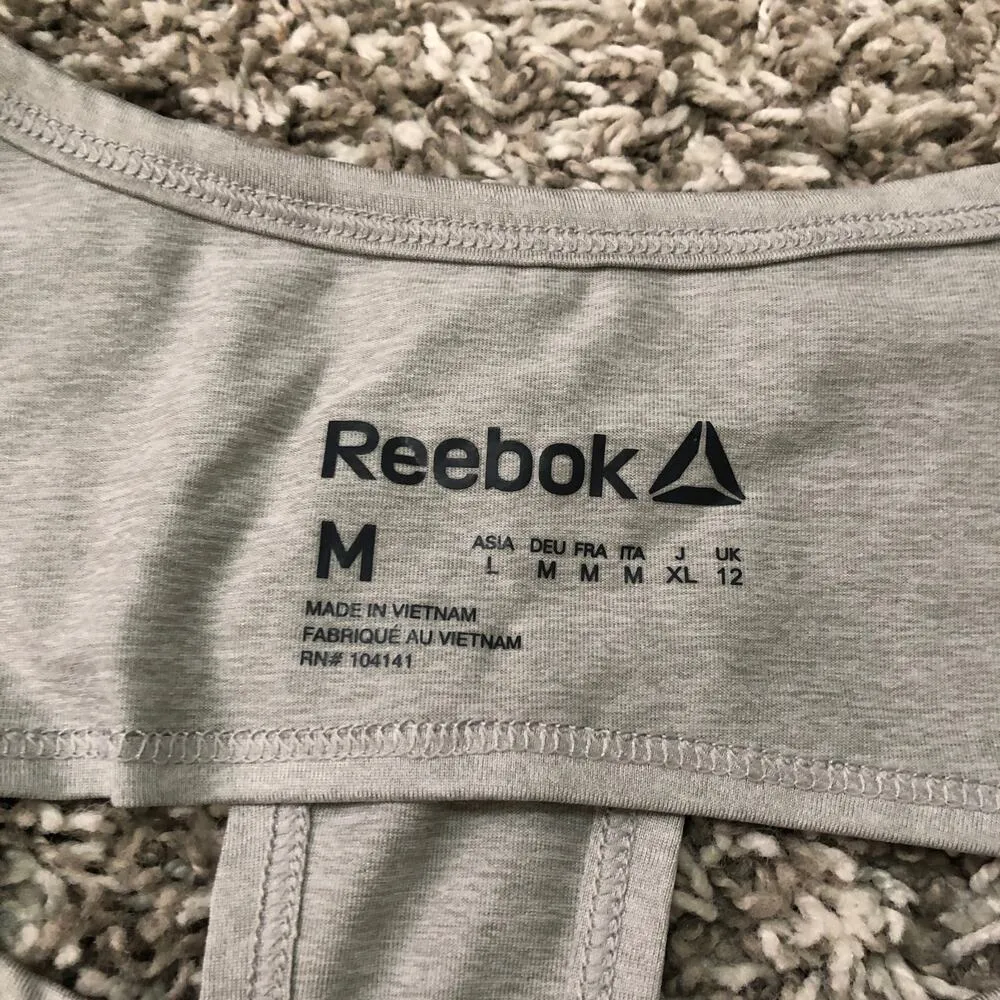 Reebok
M
ASIA DEU FRA ITA J UK
L M M M XL 12
MADE IN VIETNAM
FABRIQUÉ AU VIETNAM
RN# 104141